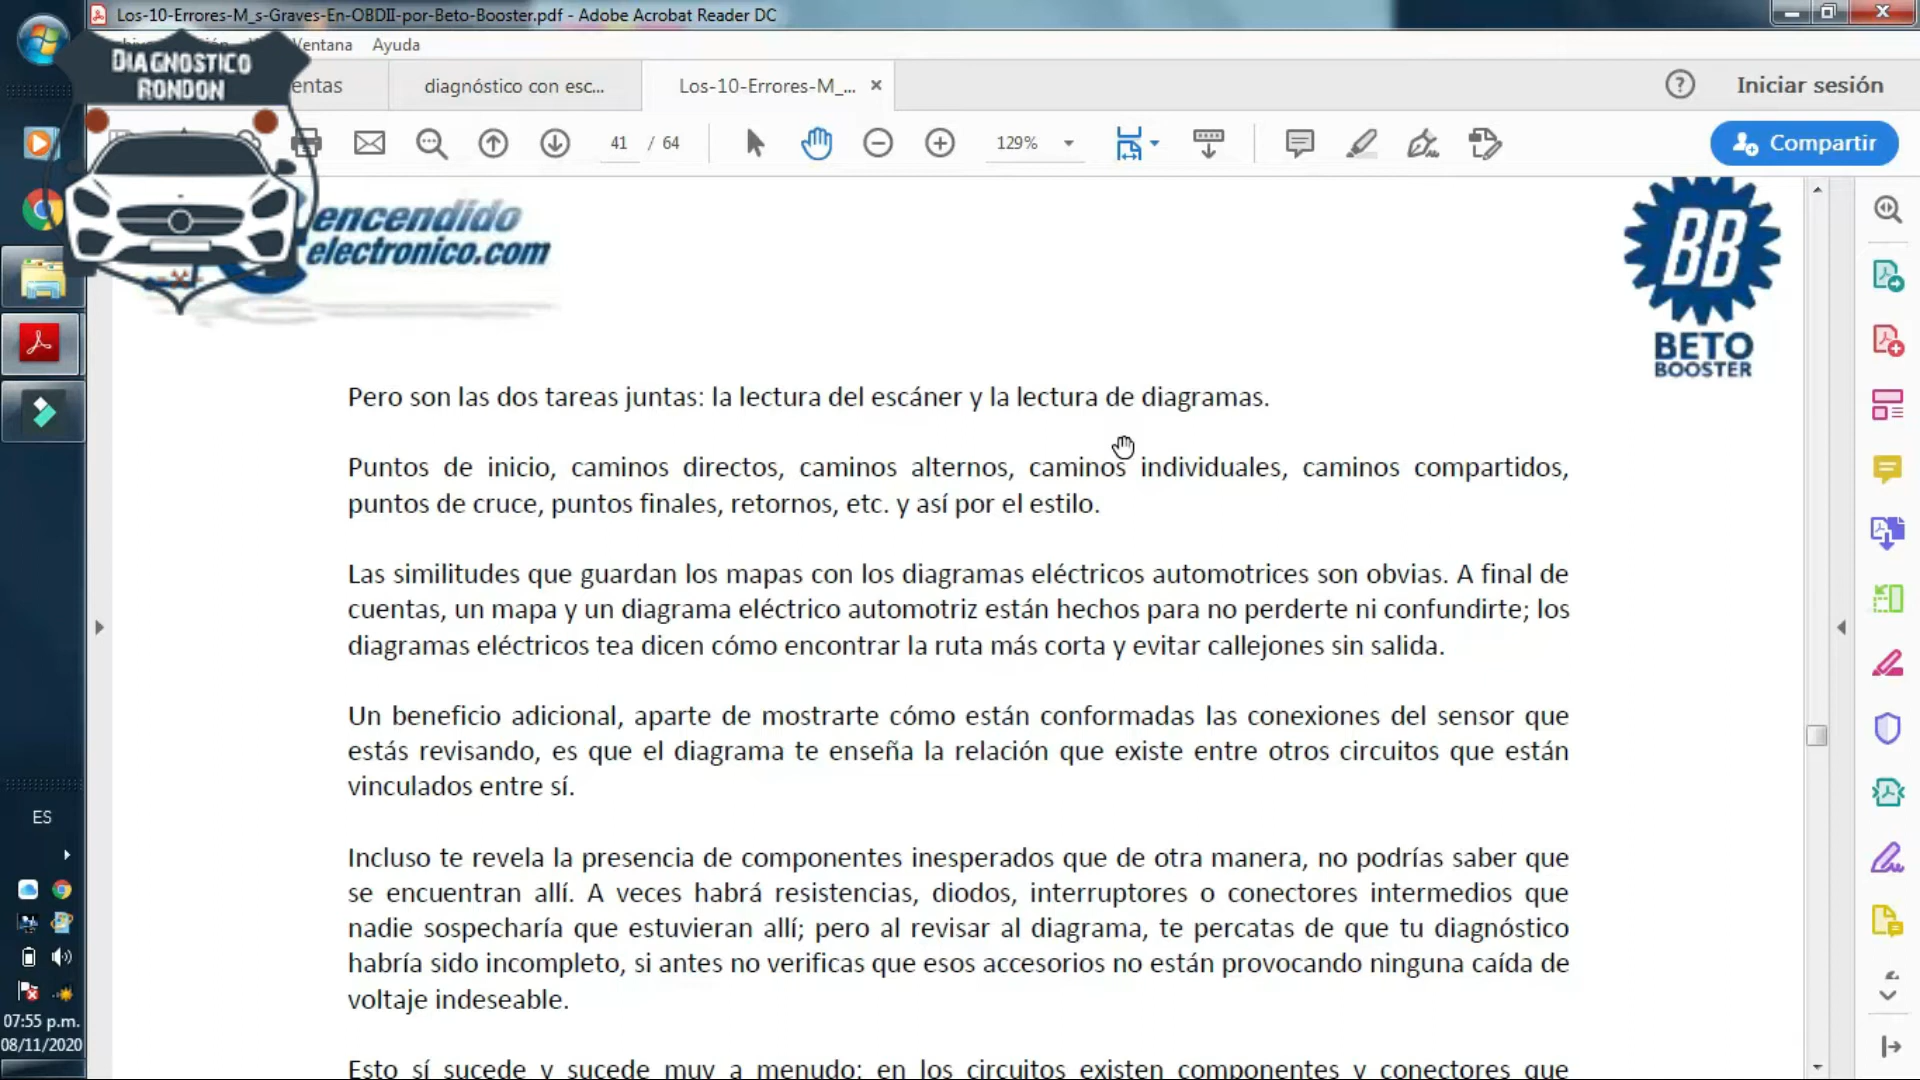 Los-10-Errores-M_s-Graves-En-OBDII-por-Beto-Booster.pdf - Adobe Acrobat Reader DC
Ventana Ayuda
DIAGNOSTICO
RONDON
entas
diagnóstico con esc...
Los-10-Errores-M_...
Iniciar sesión
41 / 64
129%
Compartir
encendido
electronico.com
BB
BETO
BOOSTER
Pero son las dos tareas juntas: la lectura del escáner y la lectura de diagramas.
Puntos de inicio, caminos directos, caminos alternos, caminos individuales, caminos compartidos,
puntos de cruce, puntos finales, retornos, etc. y así por el estilo.
Las similitudes que guardan los mapas con los diagramas eléctricos automotrices son obvias. A final de
cuentas, un mapa y un diagrama eléctrico automotriz están hechos para no perderte ni confundirte; los
diagramas eléctricos tea dicen cómo encontrar la ruta más corta y evitar callejones sin salida.
Un beneficio adicional, aparte de mostrarte cómo están conformadas las conexiones del sensor que
estás revisando, es que el diagrama te enseña la relación que existe entre otros circuitos que están
vinculados entre sí.
Incluso te revela la presencia de componentes inesperados que de otra manera, no podrías saber que
se encuentran allí. A veces habrá resistencias, diodos, interruptores o conectores intermedios que
nadie sospecharía que estuvieran allí; pero al revisar al diagrama, te percatas de que tu diagnóstico
habría sido incompleto, si antes no verificas que esos accesorios no están provocando ninguna caída de
voltaje indeseable.
Esto sí sucede y sucede muy a menudo: en los circuitos existen componentes y conectores que
ES
07:55 p.m.
08/11/2020